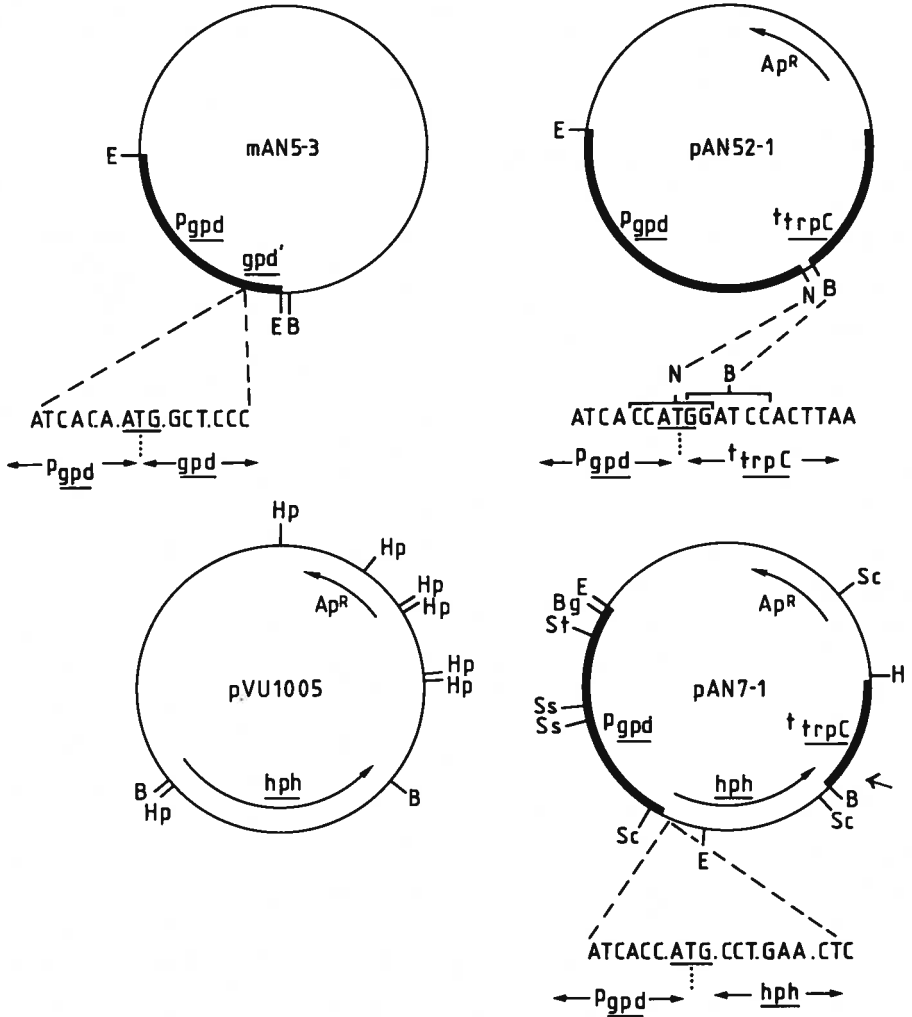 mAN5-3
E
Pgpd
gpd'
E B
ATCACA.ATG.GCT.CCC
Pgpd gpd
ApR
E
pAN52-1
Pgpd
ttrpC
N B
N B
ATCACCATGGATCCACTTAA
Pgpd ttrpC
Hp
Hp
Hp
Hp
ApR
Hp
Hp
pVU1005
hph
B
Hp
B
Sc
ApR
E
Bg
St
H
pAN7-1
Ss
Ss
Pgpd
ttrpC
hph
B
Sc
Sc
E
ATCACC.ATG.CCT.GAA.CTC
Pgpd hph